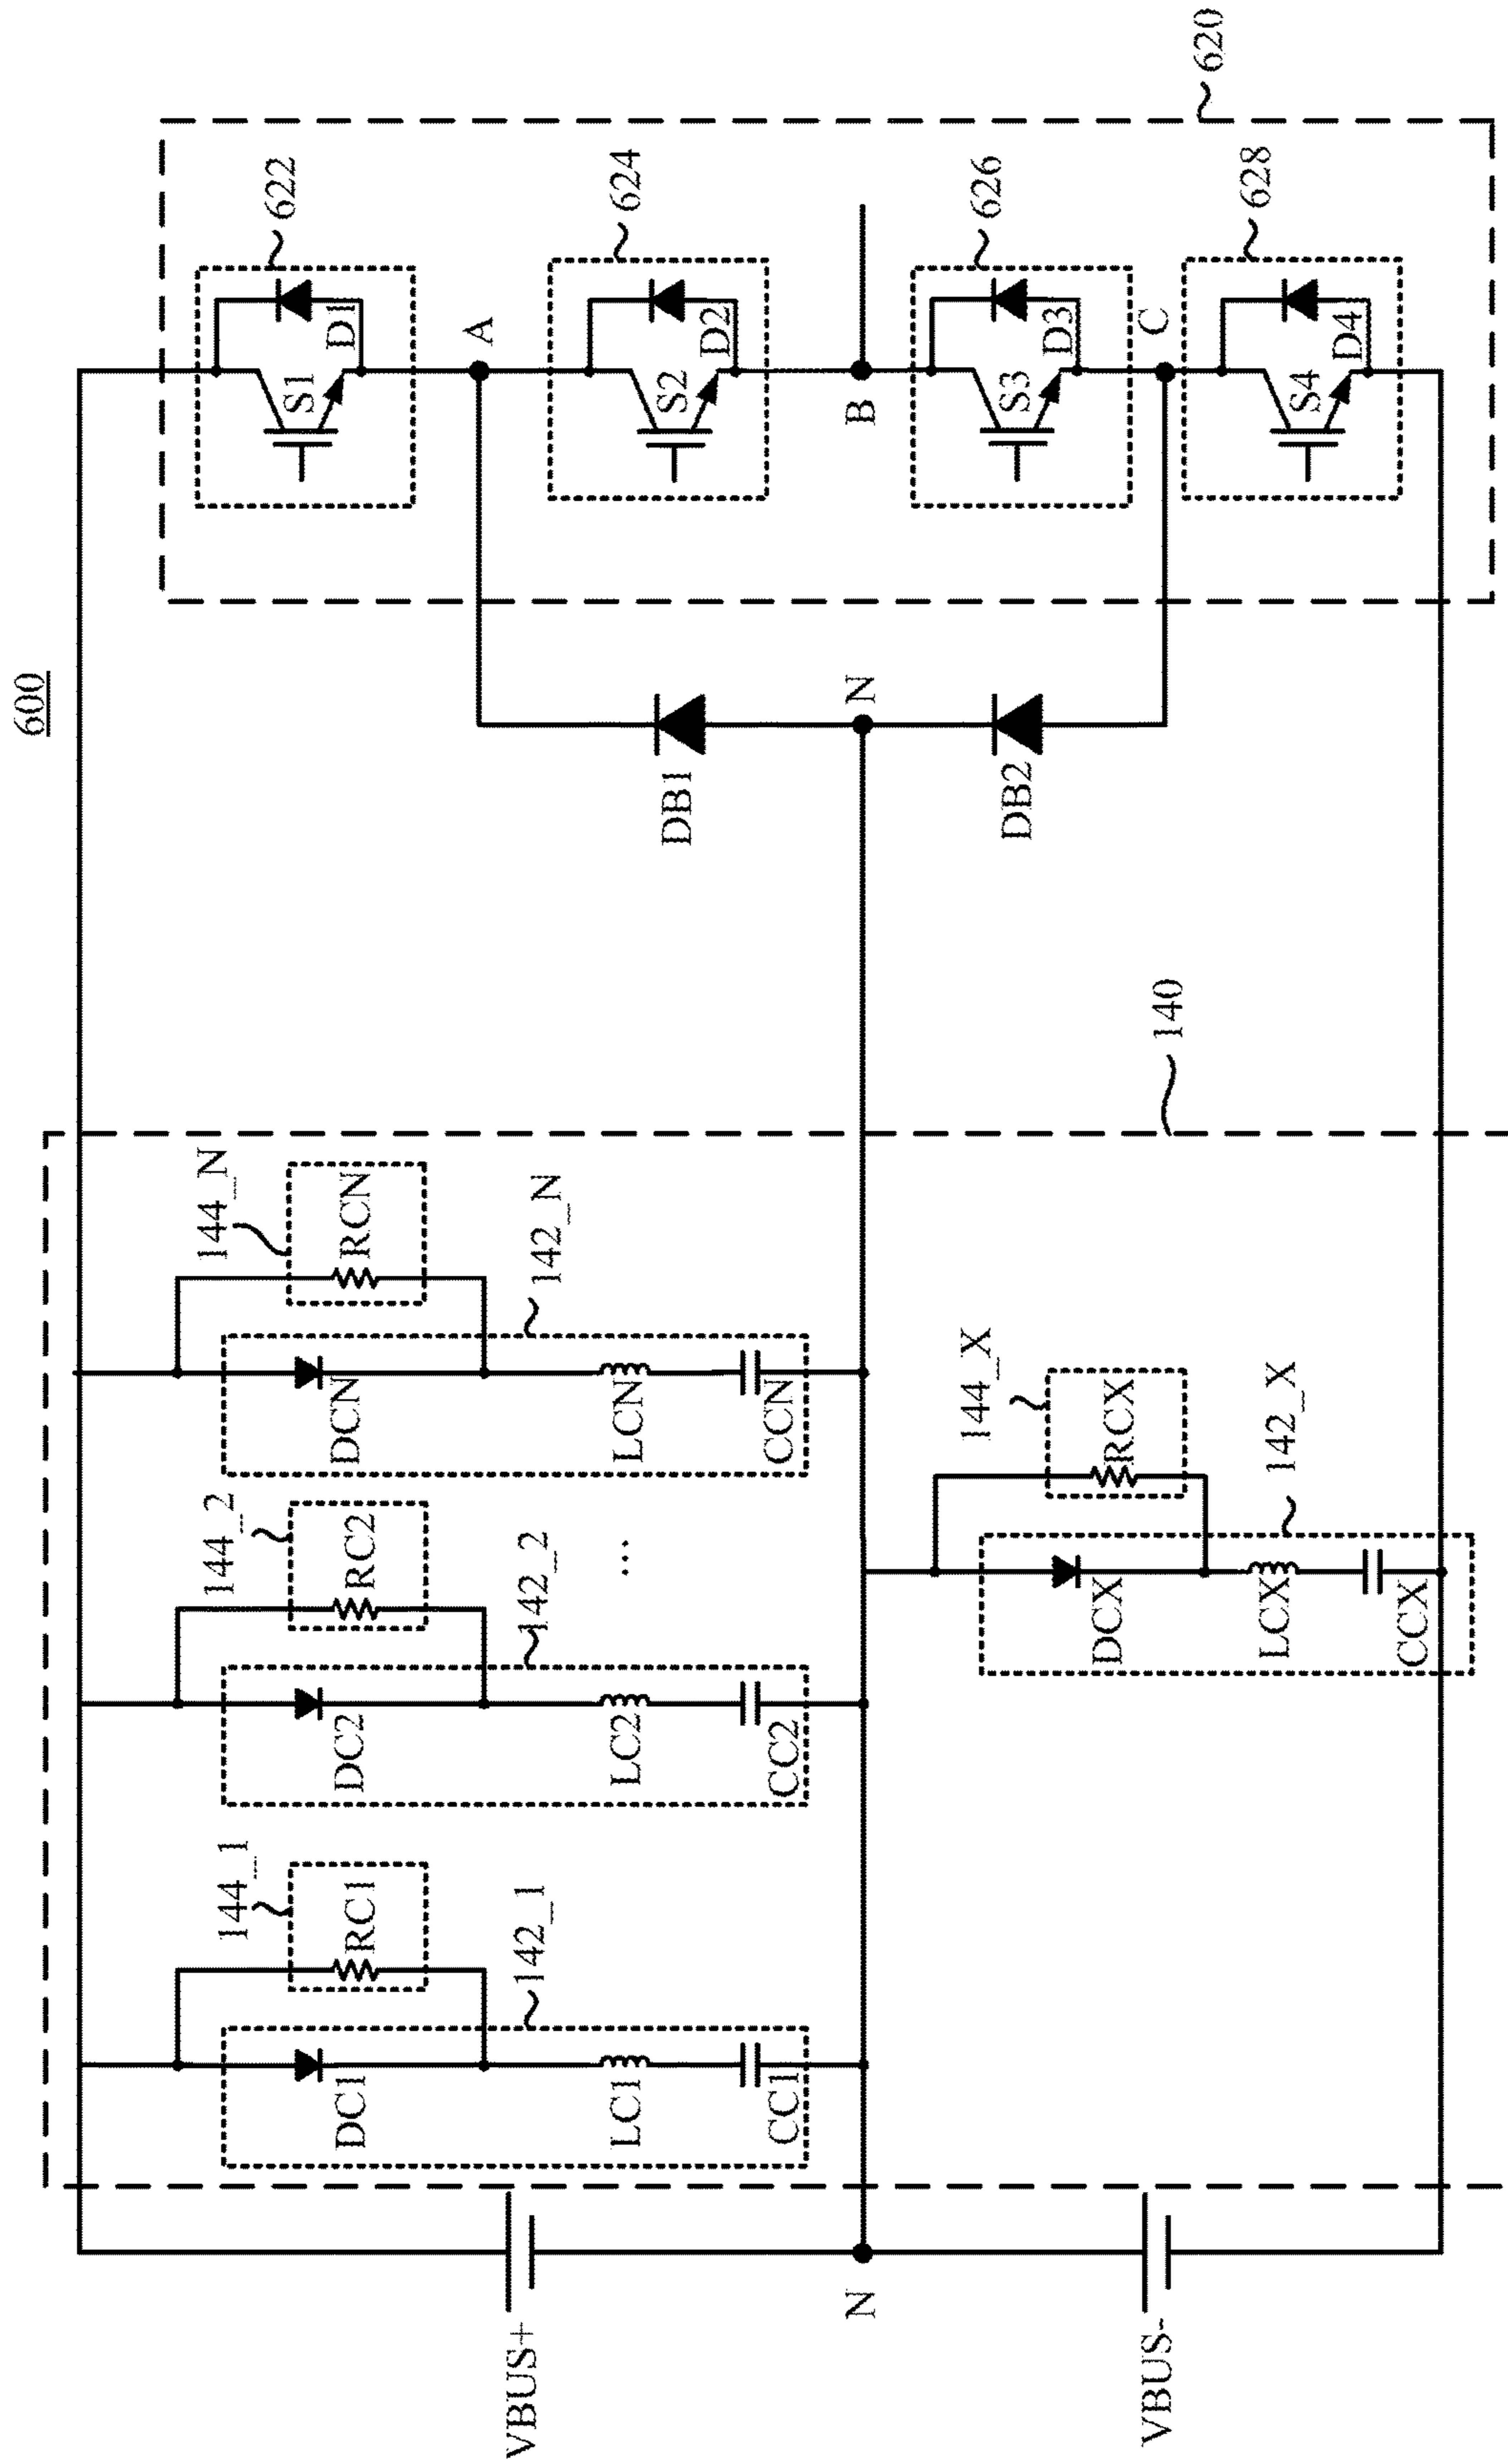 600
VBUS+
N
VBUS-
144_1
RC1
142_1
DC1
LC1
CC1
144_2
RC2
142_2
DC2
LC2
CC2
...
144_N
RCN
142_N
DCN
LCN
CCN
144_X
RCX
142_X
DCX
LCX
CCX
140
DB1
N
DB2
622
S1
D1
A
624
S2
D2
B
626
S3
D3
C
628
S4
D4
620